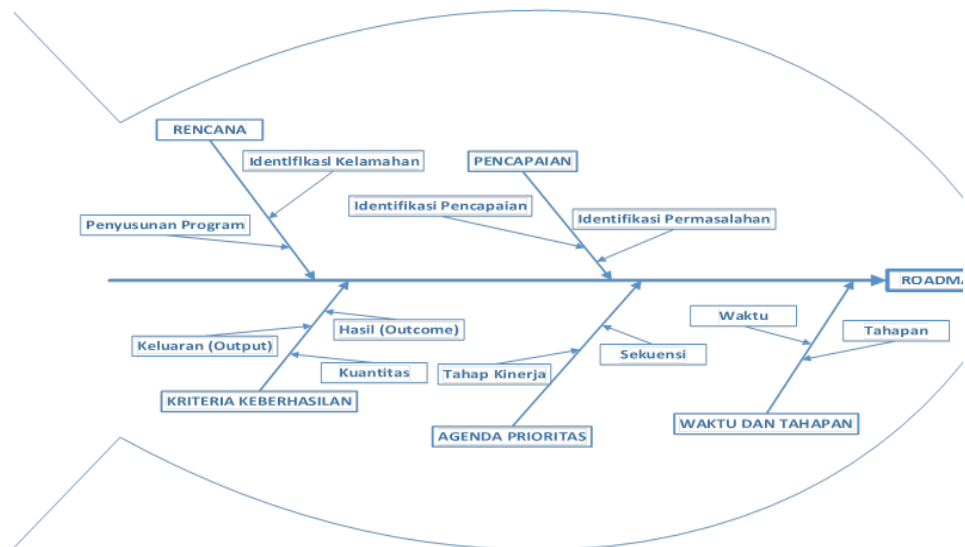 RENCANA
Identifikasi Kelamahan
PENCAPAIAN
Identifikasi Pencapaian
Identifikasi Permasalahan
Penyusunan Program
ROADMA
Waktu
Hasil (Outcome)
Tahapan
Keluaran (Output)
Sekuensi
Kuantitas
Tahap Kinerja
KRITERIA KEBERHASILAN
WAKTU DAN TAHAPAN
AGENDA PRIORITAS